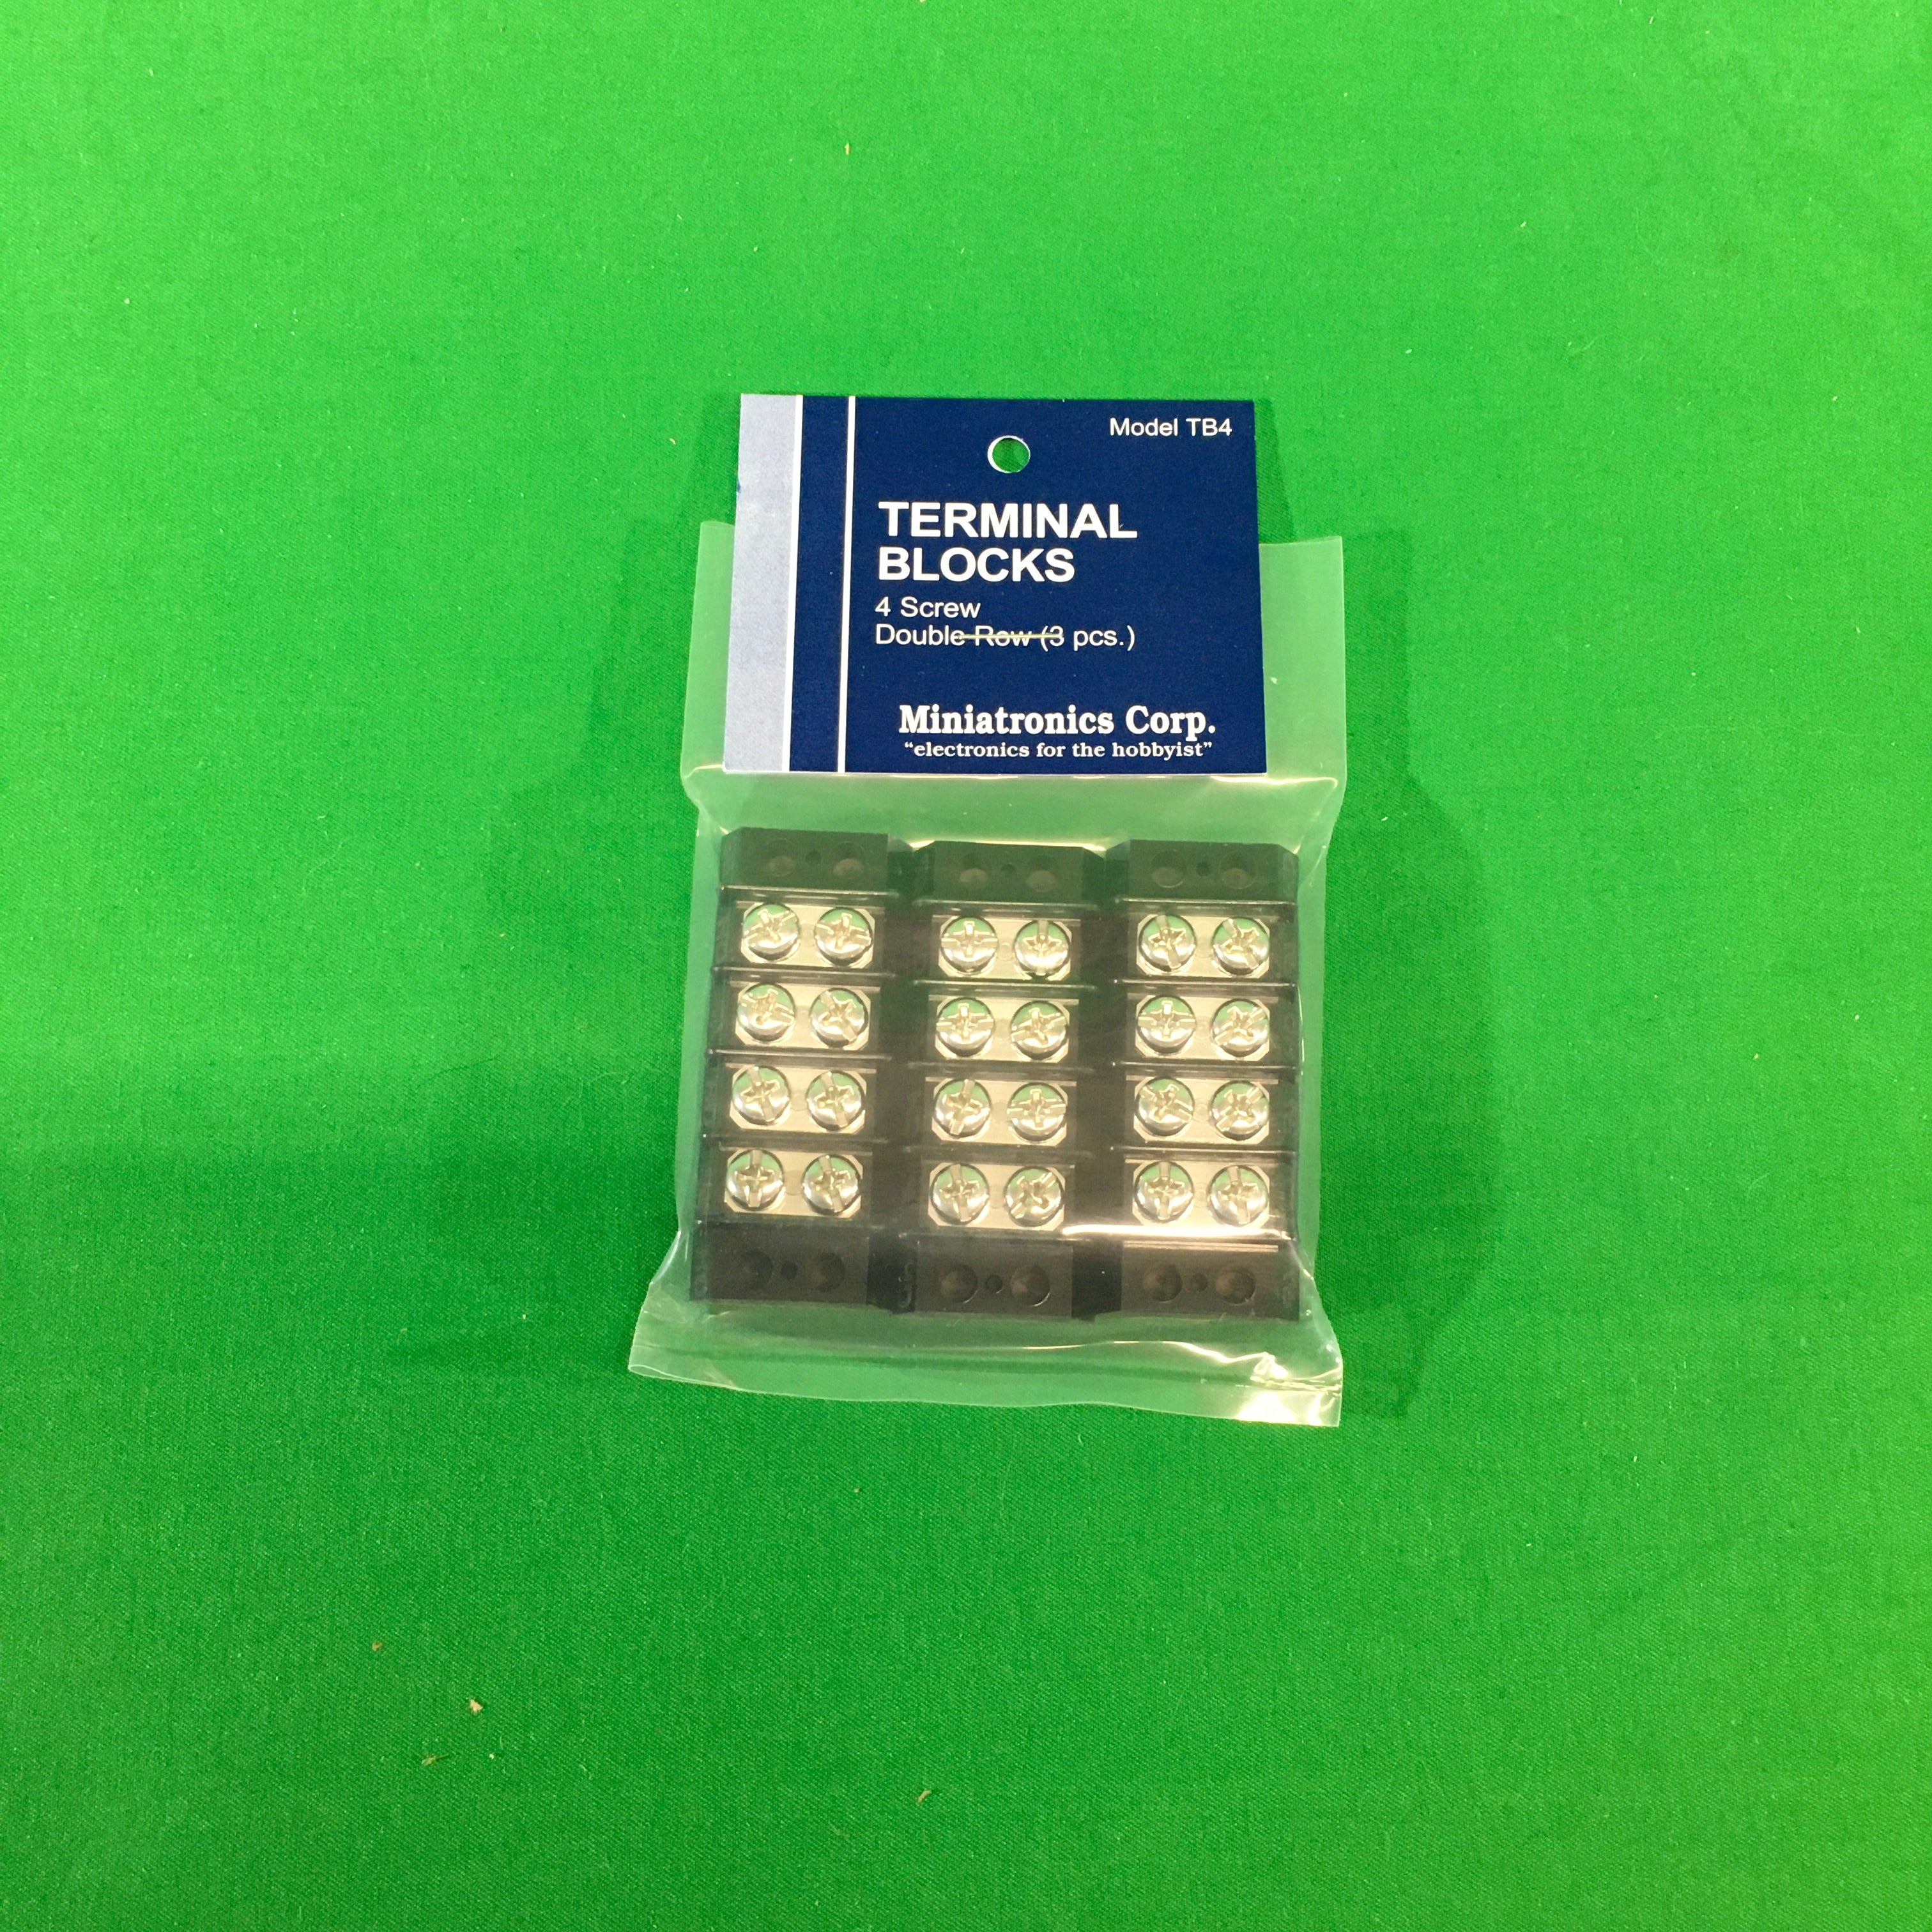 Model TB4
TERMINAL
BLOCKS
4 Screw
Double Row (3 pcs.)
Miniatronics Corp.
“electronics for the hobbyist”